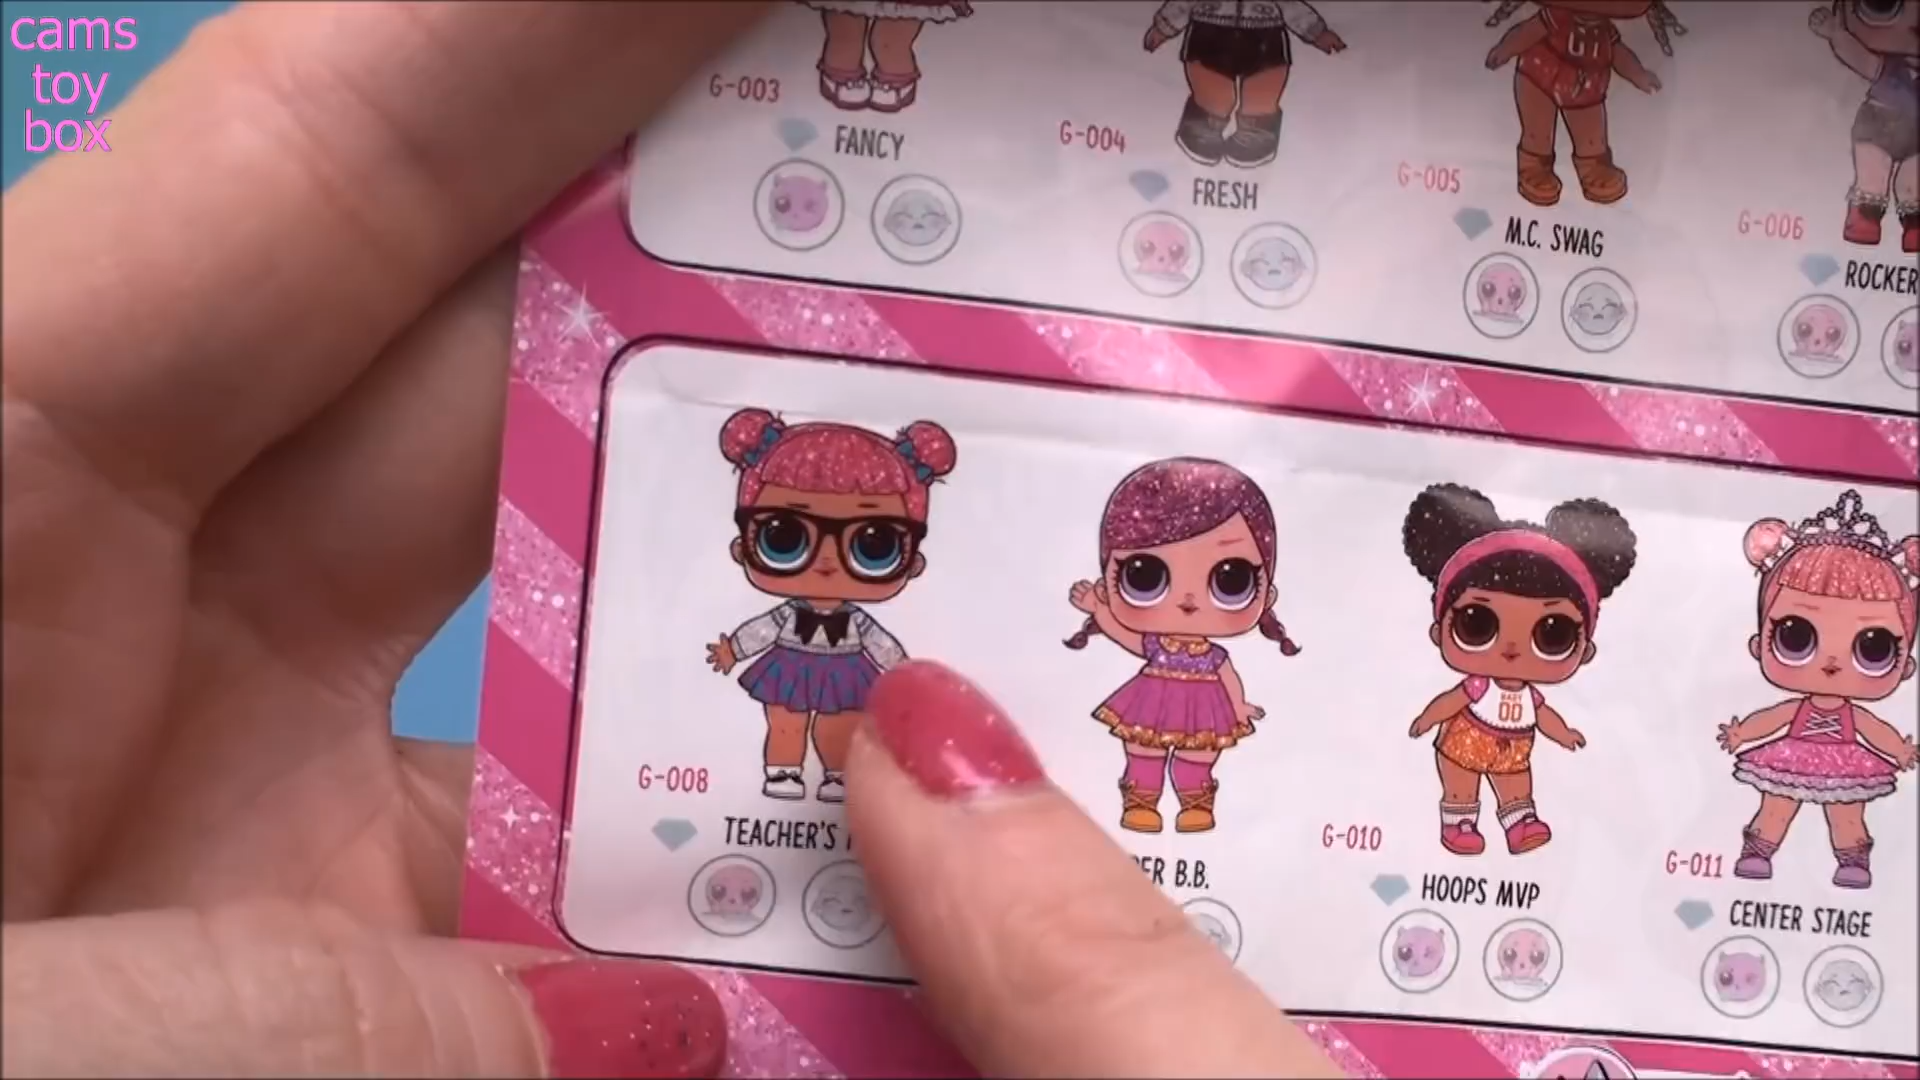 cams
toy
box
G-003
FANCY
G-004
FRESH
G-005
M.C. SWAG
G-006
ROCKER
G-008
TEACHER'S
B.B.
G-010
BABY
00
HOOPS MVP
G-011
CENTER STAGE